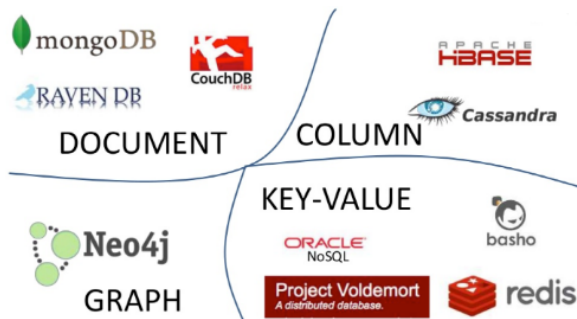 mongoDB
CouchDB
relax
RAVEN DB
DOCUMENT
APACHE
HBASE
Cassandra
COLUMN
Neo4j
GRAPH
KEY-VALUE
ORACLE
NoSQL
basho
Project Voldemort
A distributed database.
redis